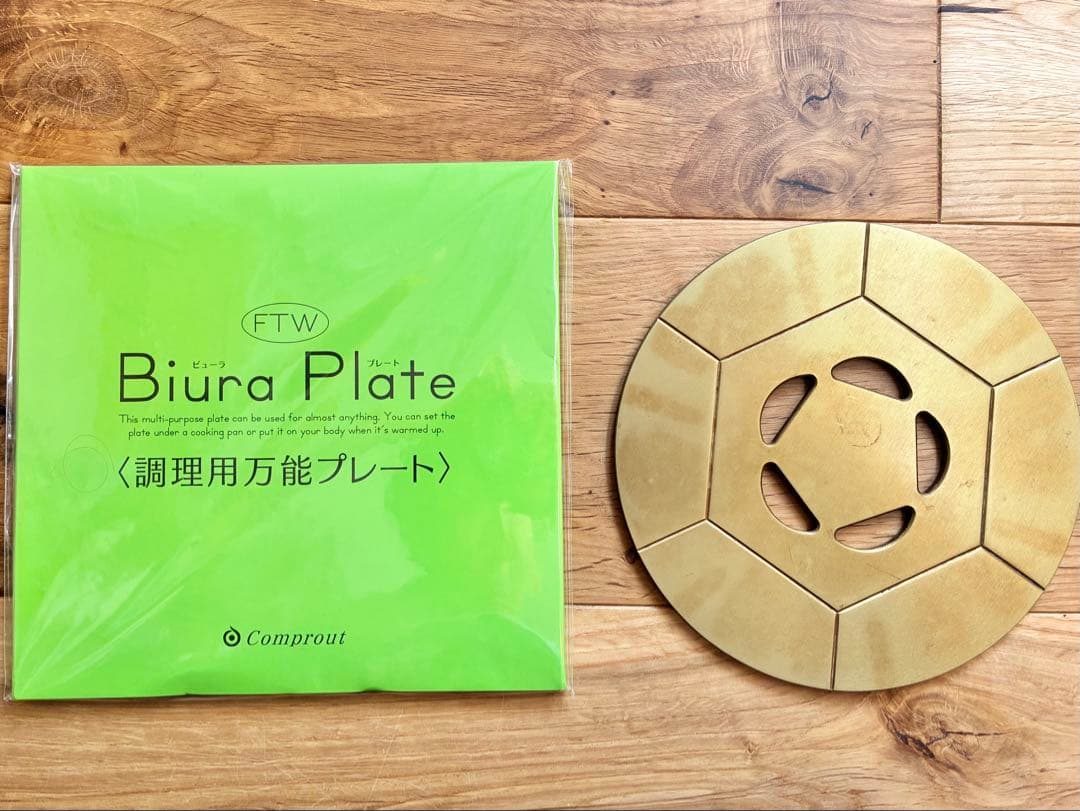 FTW
ビューラ プレート
Biura Plate
This multi-purpose plate can be used for almost anything. You can set the
plate under a cooking pan or put it on your body when it's warmed up.
〈調理用万能プレート〉
Comprout